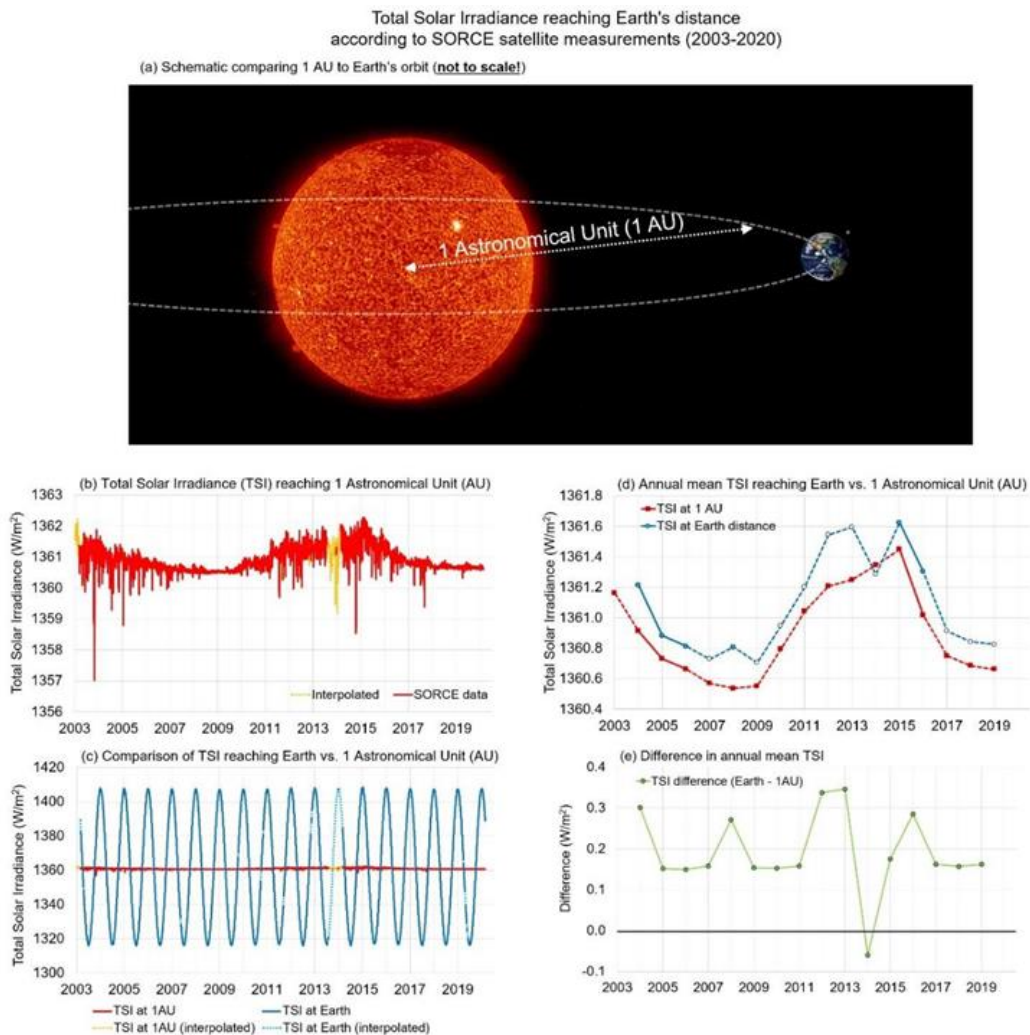 Total Solar Irradiance reaching Earth's distance
according to SORCE satellite measurements (2003-2020)
(a) Schematic comparing 1 AU to Earth's orbit (not to scale!)
1 Astronomical Unit (1 AU)
(b) Total Solar Irradiance (TSI) reaching 1 Astronomical Unit (AU)
Total Solar Irradiance (W/m²)
1363
1362
1361
1360
1359
1358
1357
1356
Interpolated
SORCE data
2003 2005 2007 2009 2011 2013 2015 2017 2019
(d) Annual mean TSI reaching Earth vs. 1 Astronomical Unit (AU)
Total Solar Irradiance (W/m²)
1361.8
1361.6
1361.4
1361.2
1361.0
1360.8
1360.6
1360.4
TSI at 1 AU
TSI at Earth distance
2003 2005 2007 2009 2011 2013 2015 2017 2019
(c) Comparison of TSI reaching Earth vs. 1 Astronomical Unit (AU)
Total Solar Irradiance (W/m²)
1420
1400
1380
1360
1340
1320
1300
2003 2005 2007 2009 2011 2013 2015 2017 2019
TSI at 1AU
TSI at Earth
TSI at 1AU (interpolated)
TSI at Earth (interpolated)
(e) Difference in annual mean TSI
Difference (W/m²)
0.4
0.3
0.2
0.1
0.0
-0.1
TSI difference (Earth - 1AU)
2003 2005 2007 2009 2011 2013 2015 2017 2019